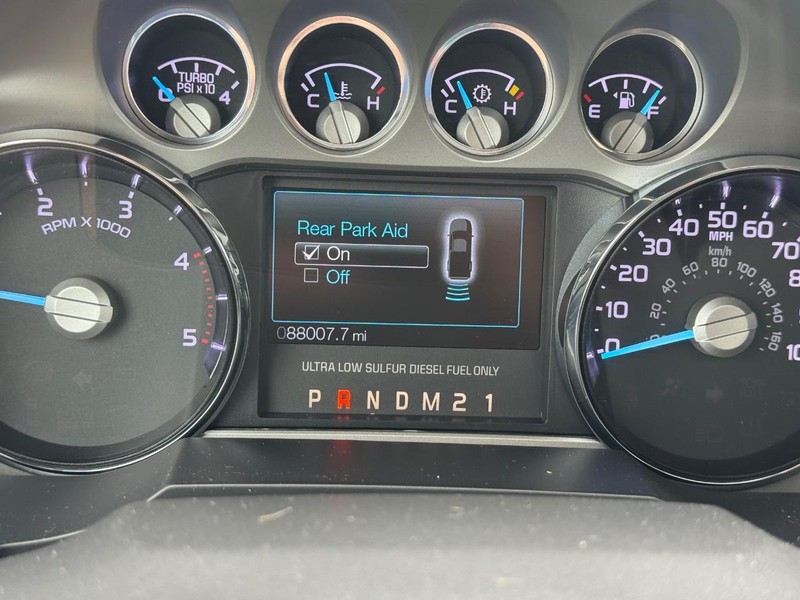 TURBO
PSI x 10
0 4
C H
C H
E F
2 3 4 5
RPM X 1000
Rear Park Aid
On
Off
088007.7 mi
ULTRA LOW SULFUR DIESEL FUEL ONLY
P R N D M 2 1
0 10 20 30 40 50 60 70
MPH
km/h
0 20 40 60 80 100 120 140 160